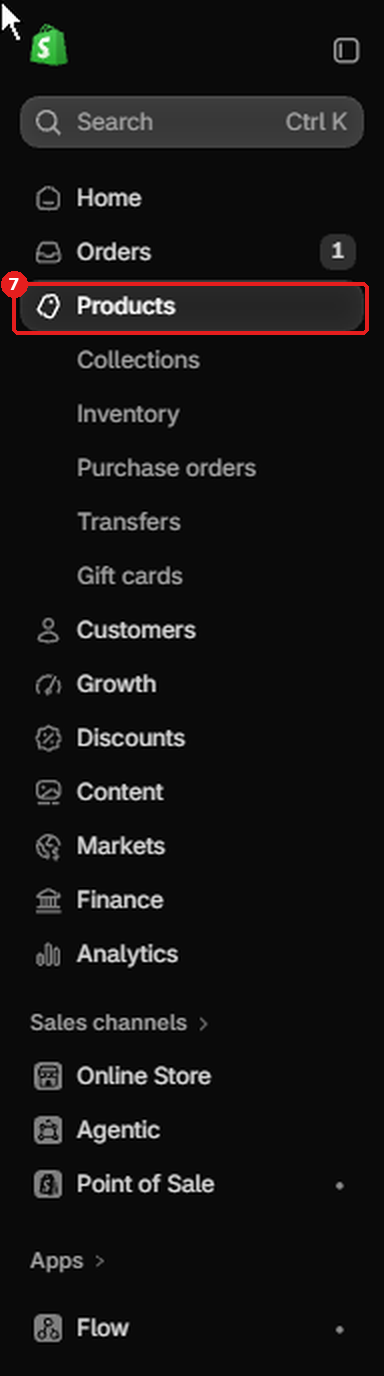 Search Ctrl K
Home
Orders 1
7
Products
Collections
Inventory
Purchase orders
Transfers
Gift cards
Customers
Growth
Discounts
Content
Markets
Finance
Analytics
Sales channels
Online Store
Agentic
Point of Sale
Apps
Flow